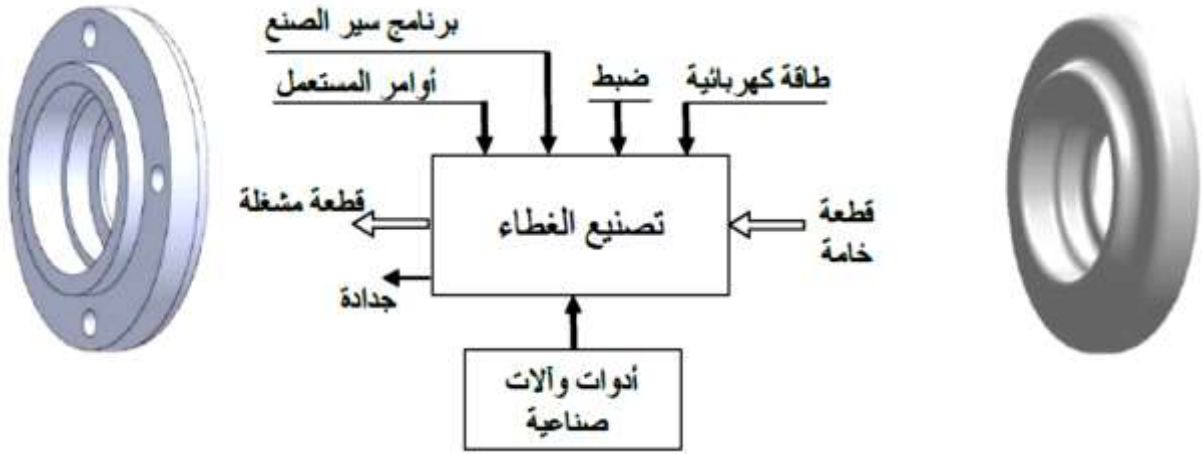 برنامج سير الصنع
أوامر المستعمل
ضبط
طاقة كهربائية
قطعة مشغلة
تصنيع الغطاء
قطعة
خامة
جدادة
أدوات وآلات
صناعية